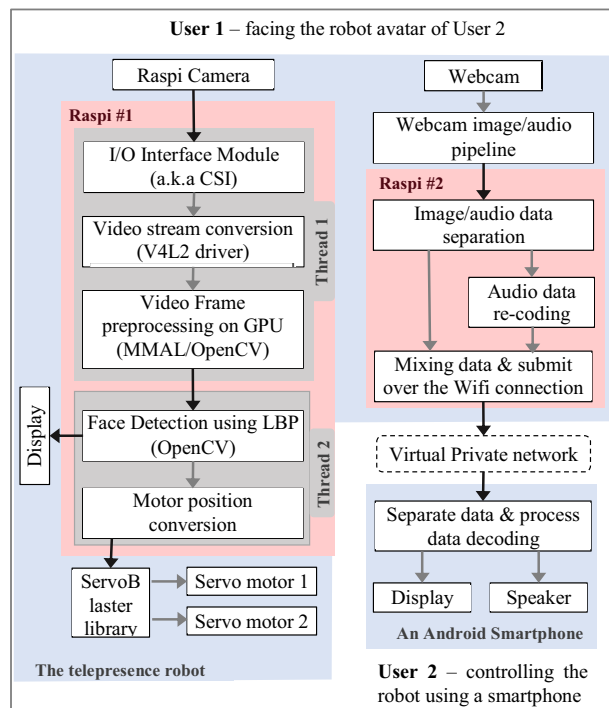 User 1 – facing the robot avatar of User 2
Raspi Camera
Raspi #1
I/O Interface Module
(a.k.a CSI)
Video stream conversion
(V4L2 driver)
Thread 1
Video Frame
preprocessing on GPU
(MMAL/OpenCV)
Display
Face Detection using LBP
(OpenCV)
Thread 2
Motor position
conversion
ServoB
laster
library
Servo motor 1
Servo motor 2
The telepresence robot
Webcam
Webcam image/audio
pipeline
Raspi #2
Image/audio data
separation
Audio data
re-coding
Mixing data & submit
over the Wifi connection
Virtual Private network
Separate data & process
data decoding
Display
Speaker
An Android Smartphone
User 2 – controlling the
robot using a smartphone